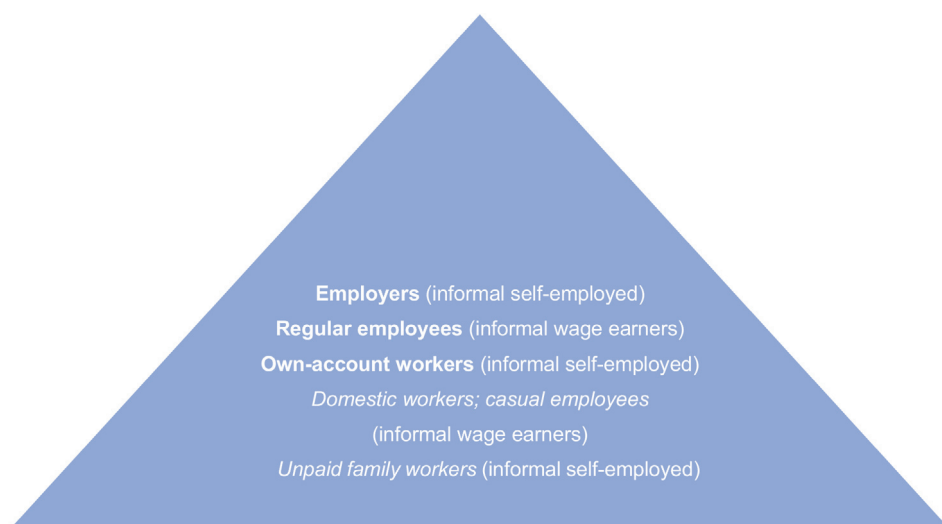 Employers (informal self-employed)
Regular employees (informal wage earners)
Own-account workers (informal self-employed)
Domestic workers; casual employees
(informal wage earners)
Unpaid family workers (informal self-employed)